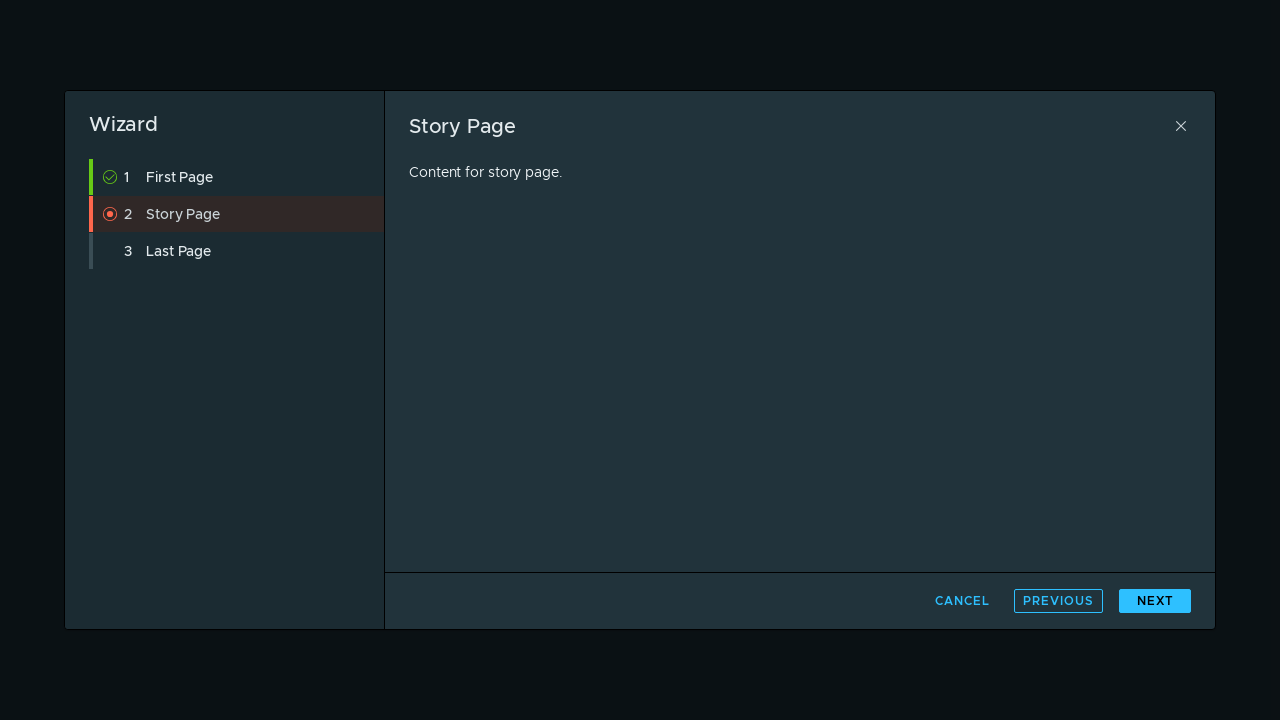 Wizard
1 First Page
2 Story Page
3 Last Page
Story Page
Content for story page.
CANCEL
PREVIOUS
NEXT